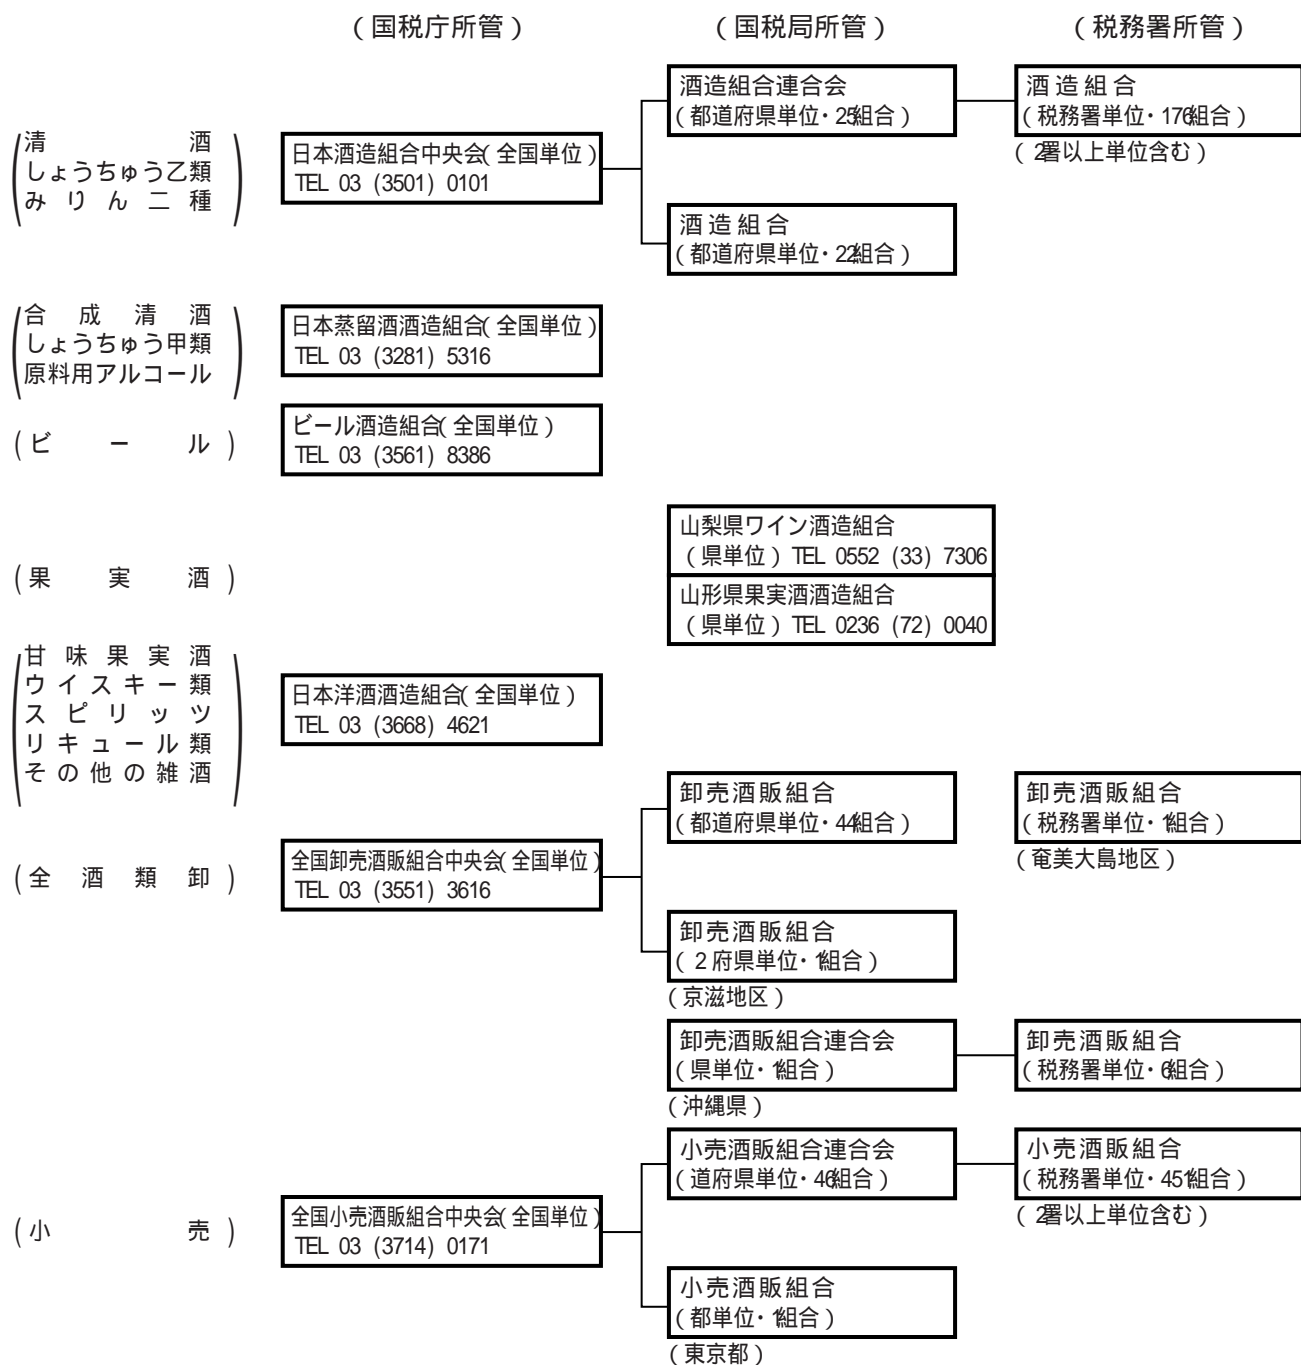 （国税庁所管）
（国税局所管）
（税務署所管）
清酒
しょうちゅう乙類
みりん二種
日本酒造組合中央会（全国単位）
TEL 03 (3501) 0101
酒造組合連合会
（都道府県単位・25組合）
酒造組合
（税務署単位・176組合）
（2署以上単位含む）
酒造組合
（都道府県単位・22組合）
合成清酒
しょうちゅう甲類
原料用アルコール
日本蒸留酒酒造組合（全国単位）
TEL 03 (3281) 5316
（ビール）
ビール酒造組合（全国単位）
TEL 03 (3561) 8386
（果実酒）
山梨県ワイン酒造組合
（県単位）TEL 0552 (33) 7306
山形県果実酒酒造組合
（県単位）TEL 0236 (72) 0040
甘味果実酒
ウイスキー類
スピリッツ
リキュール類
その他の雑酒
日本洋酒酒造組合（全国単位）
TEL 03 (3668) 4621
（全酒類卸）
全国卸売酒販組合中央会（全国単位）
TEL 03 (3551) 3616
卸売酒販組合
（都道府県単位・44組合）
卸売酒販組合
（税務署単位・1組合）
（奄美大島地区）
卸売酒販組合
（2府県単位・1組合）
（京滋地区）
卸売酒販組合連合会
（県単位・1組合）
（沖縄県）
卸売酒販組合
（税務署単位・6組合）
（小売）
全国小売酒販組合中央会（全国単位）
TEL 03 (3714) 0171
小売酒販組合連合会
（道府県単位・46組合）
小売酒販組合
（税務署単位・451組合）
（2署以上単位含む）
小売酒販組合
（都単位・1組合）
（東京都）